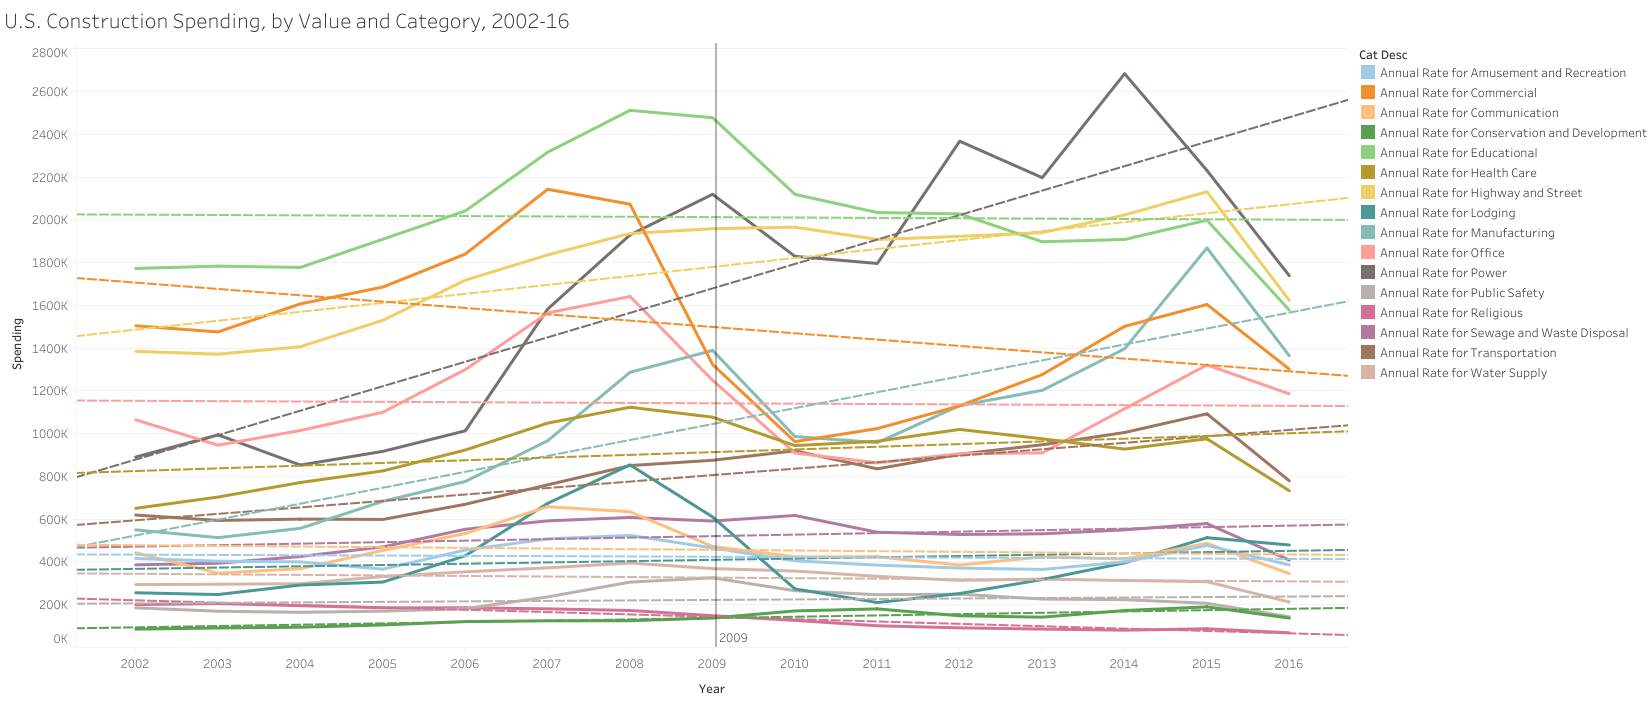 U.S. Construction Spending, by Value and Category, 2002-16
2800K
2600K
2400K
2200K
2000K
1800K
1600K
1400K
1200K
1000K
800K
600K
400K
200K
0K
Spending
2009
2002 2003 2004 2005 2006 2007 2008 2009 2010 2011 2012 2013 2014 2015 2016
Year
Cat Desc
Annual Rate for Amusement and Recreation
Annual Rate for Commercial
Annual Rate for Communication
Annual Rate for Conservation and Development
Annual Rate for Educational
Annual Rate for Health Care
Annual Rate for Highway and Street
Annual Rate for Lodging
Annual Rate for Manufacturing
Annual Rate for Office
Annual Rate for Power
Annual Rate for Public Safety
Annual Rate for Religious
Annual Rate for Sewage and Waste Disposal
Annual Rate for Transportation
Annual Rate for Water Supply